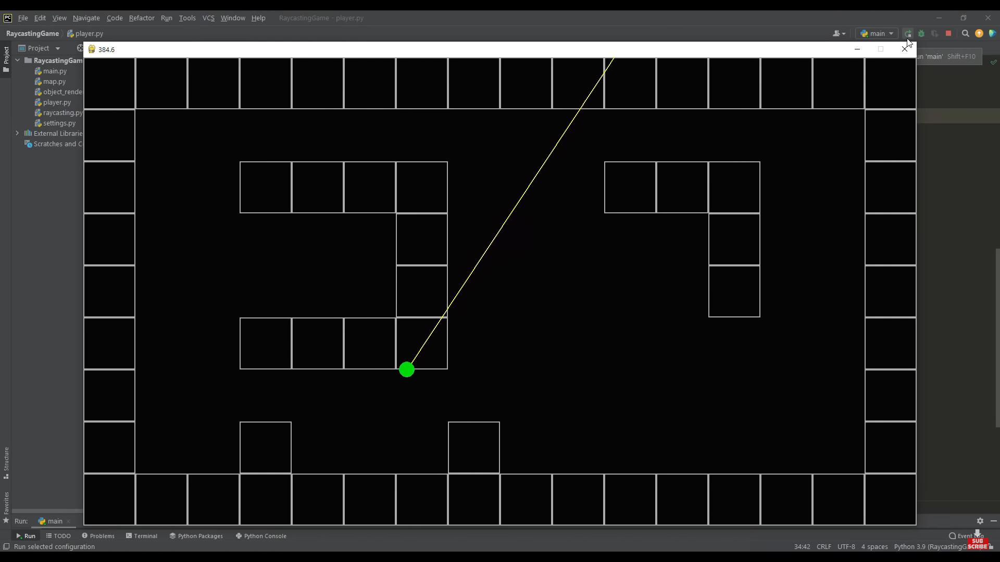 PC File Edit View Navigate Code Refactor Run Tools VCS Window Help RaycastingGame - player.py
RaycastingGame player.py main
Project
384.6
un 'main' Shift+F10
Project
RaycastingGam
main.py
map.py
object_rende
player.py
raycasting.py
settings.py
External Librarie
Scratches and C
Structure
Favorites
Run: main
Run TODO Problems Terminal Python Packages Python Console Event
Run selected configuration 34:42 CRLF UTF-8 4 spaces Python 3.9 (RaycastingG
SUB
SCRIBE